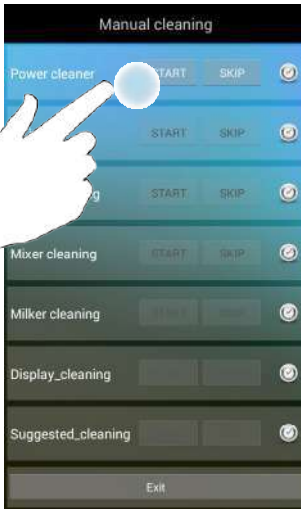 Manual cleaning
Power cleaner START SKIP
START SKIP
g START SKIP
Mixer cleaning START SKIP
Milker cleaning START
Display_cleaning
Suggested_cleaning
Exit